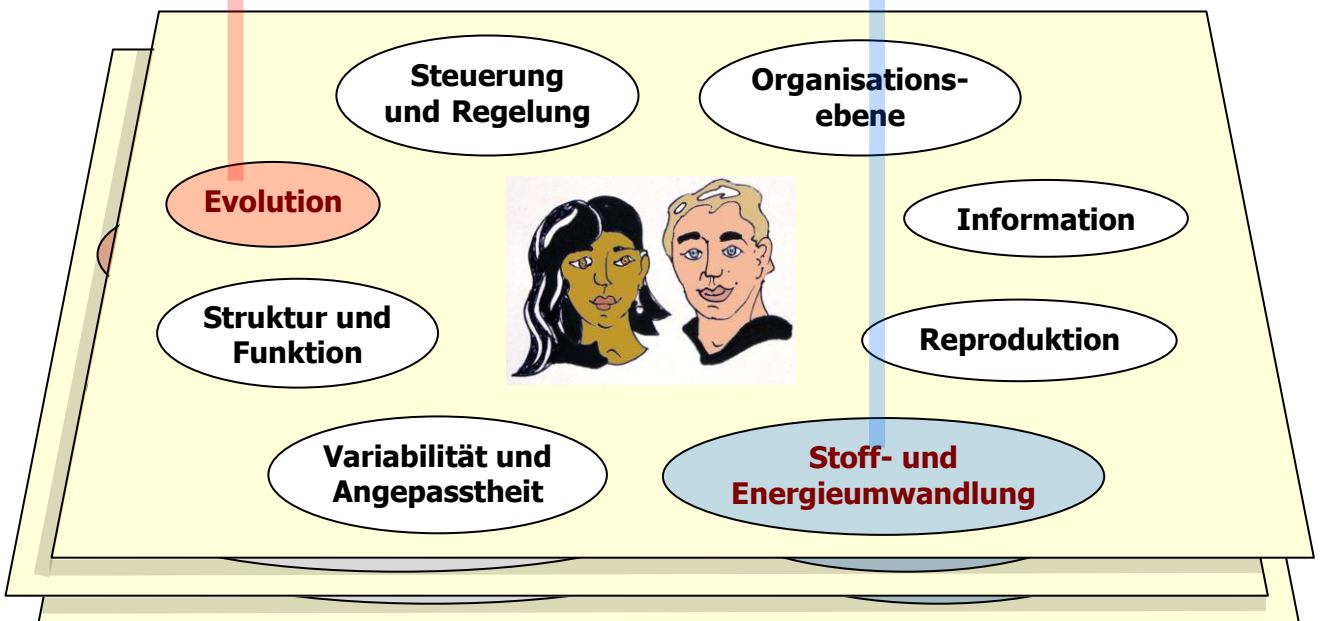 Steuerung
und Regelung
Organisations-
ebene
Evolution
Information
Struktur und
Funktion
Reproduktion
Variabilität und
Angepasstheit
Stoff- und
Energieumwandlung